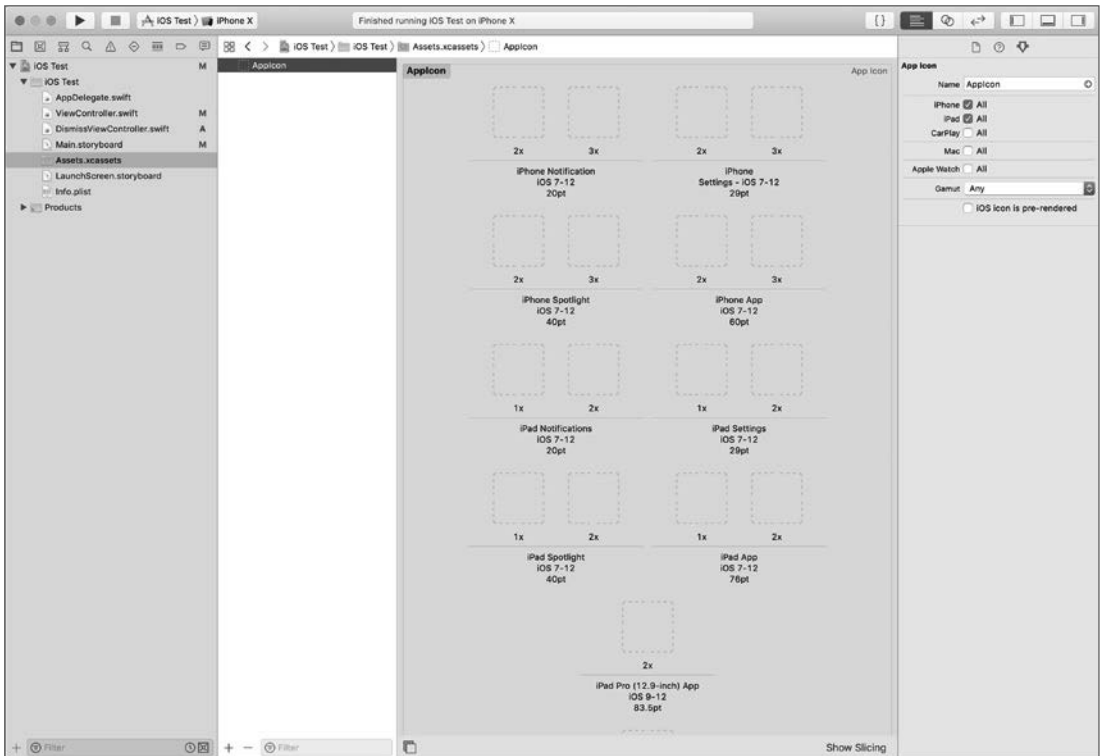 iOS Test ⟩ iPhone X
Finished running iOS Test on iPhone X
{ }
iOS Test ⟩ iOS Test ⟩ Assets.xcassets ⟩ AppIcon
iOS Test M
iOS Test
AppDelegate.swift
ViewController.swift M
DismissViewController.swift A
Main.storyboard M
Assets.xcassets
LaunchScreen.storyboard
Info.plist
Products
Filter
AppIcon
Filter
AppIcon
App Icon
2x 3x
iPhone Notification
iOS 7-12
20pt
2x 3x
iPhone
Settings - iOS 7-12
29pt
2x 3x
iPhone Spotlight
iOS 7-12
40pt
2x 3x
iPhone App
iOS 7-12
60pt
1x 2x
iPad Notifications
iOS 7-12
20pt
1x 2x
iPad Settings
iOS 7-12
29pt
1x 2x
iPad Spotlight
iOS 7-12
40pt
1x 2x
iPad App
iOS 7-12
76pt
2x
iPad Pro (12.9-inch) App
iOS 9-12
83.5pt
Show Slicing
App Icon
Name AppIcon
iPhone All
iPad All
CarPlay All
Mac All
Apple Watch All
Gamut Any
iOS icon is pre-rendered